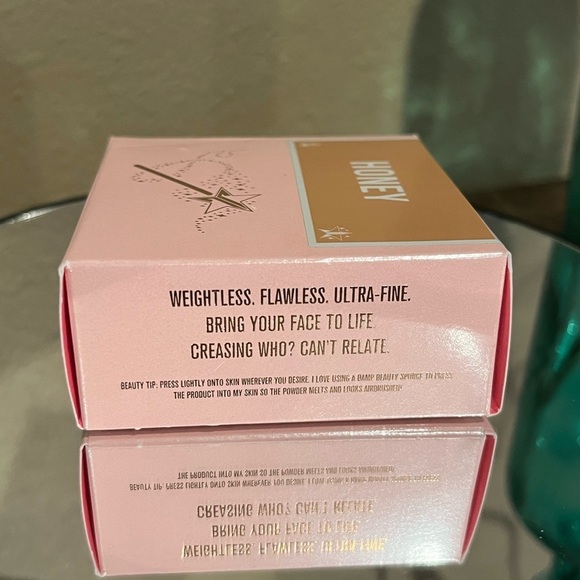 HONEY
WEIGHTLESS. FLAWLESS. ULTRA-FINE.
BRING YOUR FACE TO LIFE.
CREASING WHO? CAN'T RELATE.
BEAUTY TIP: PRESS LIGHTLY ONTO SKIN WHEREVER YOU DESIRE. I LOVE USING A DAMP BEAUTY SPONGE TO PRESS
THE PRODUCT INTO MY SKIN SO THE POWDER MELTS AND LOOKS AIRBRUSHED!